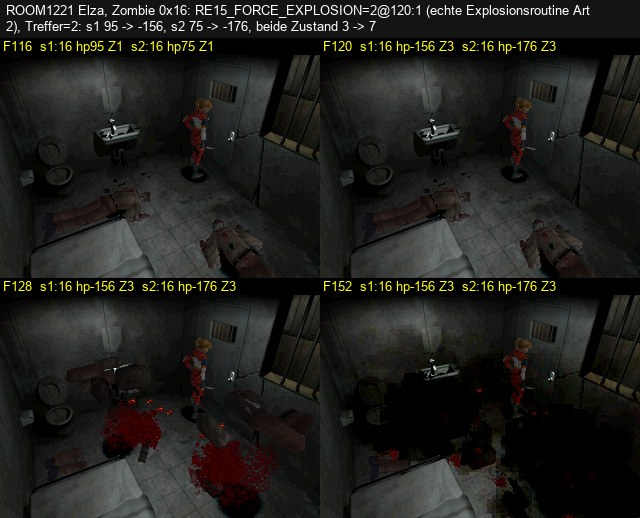 ROOM1221 Elza, Zombie 0x16: RE15_FORCE_EXPLOSION=2@120:1 (echte Explosionsroutine Art
2), Treffer=2: s1 95 -> -156, s2 75 -> -176, beide Zustand 3 -> 7
F116 s1:16 hp95 Z1 s2:16 hp75 Z1
F120 s1:16 hp-156 Z3 s2:16 hp-176 Z3
F128 s1:16 hp-156 Z3 s2:16 hp-176 Z3
F152 s1:16 hp-156 Z3 s2:16 hp-176 Z3